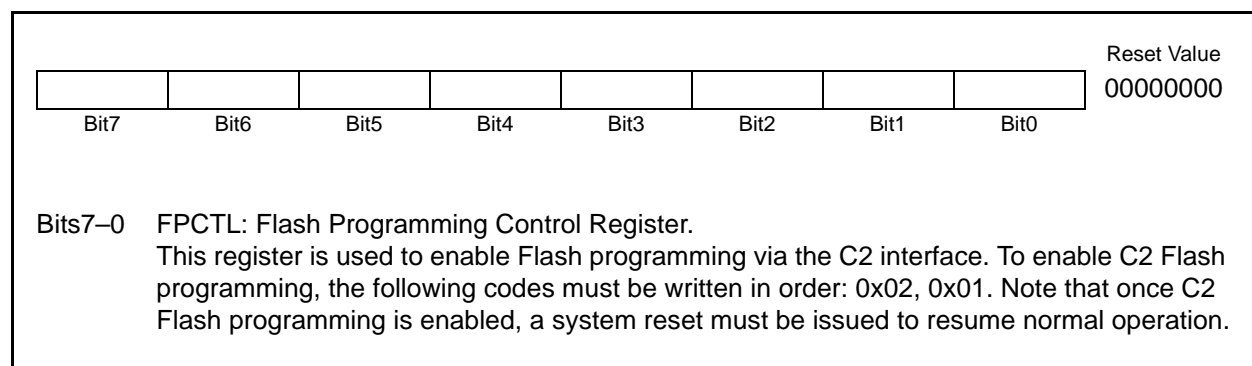 Reset Value
00000000
Bit7 Bit6 Bit5 Bit4 Bit3 Bit2 Bit1 Bit0
Bits7–0 FPCTL: Flash Programming Control Register.
This register is used to enable Flash programming via the C2 interface. To enable C2 Flash
programming, the following codes must be written in order: 0x02, 0x01. Note that once C2
Flash programming is enabled, a system reset must be issued to resume normal operation.